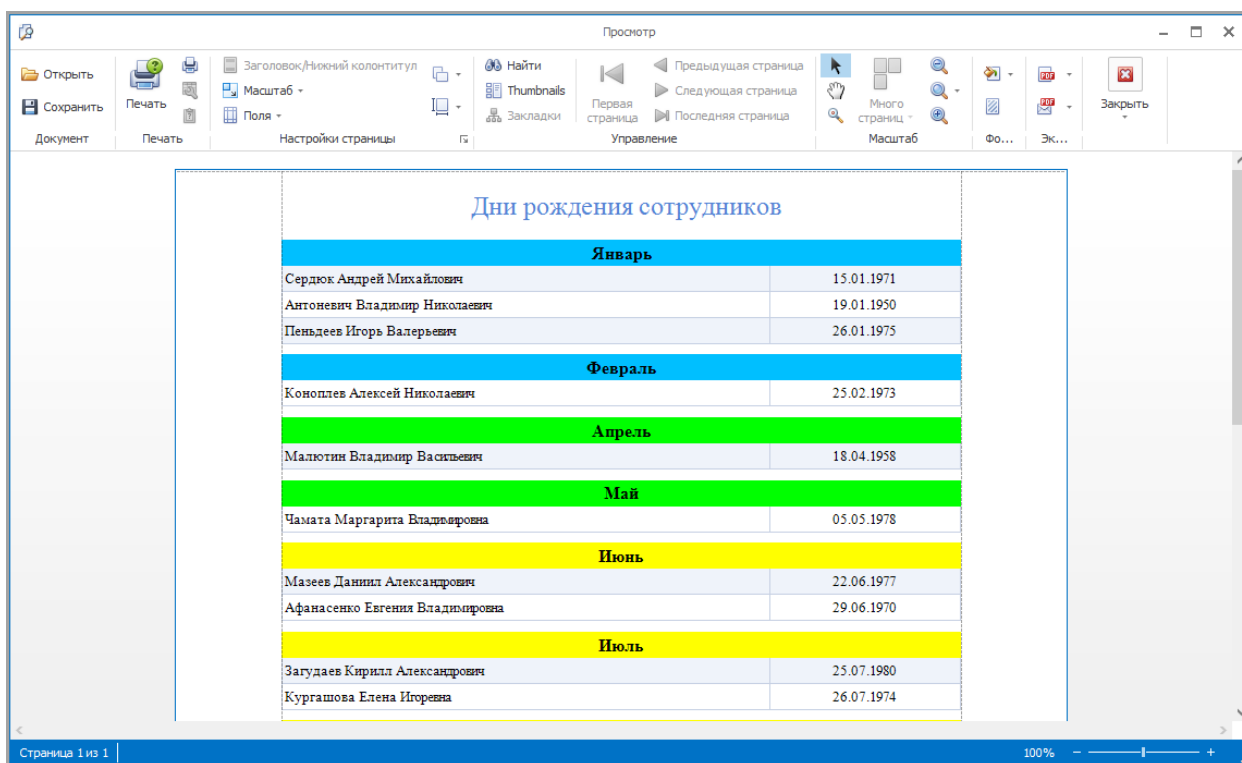 Просмотр
Открыть
Сохранить
Документ
Печать
Печать
Заголовок/Нижний колонтитул
Масштаб
Поля
Настройки страницы
Найти
Thumbnails
Закладки
Первая страница
Предыдущая страница
Следующая страница
Последняя страница
Управление
Много страниц
Масштаб
Фо...
PDF
PDF
Эк...
Закрыть
Дни рождения сотрудников
Январь
Сердюк Андрей Михайлович 15.01.1971
Антоневич Владимир Николаевич 19.01.1950
Пеньдеев Игорь Валерьевич 26.01.1975
Февраль
Коноплев Алексей Николаевич 25.02.1973
Апрель
Малютин Владимир Васильевич 18.04.1958
Май
Чамата Маргарита Владимировна 05.05.1978
Июнь
Мазеев Даниил Александрович 22.06.1977
Афанасенко Евгения Владимировна 29.06.1970
Июль
Загудаев Кирилл Александрович 25.07.1980
Кургашова Елена Игоревна 26.07.1974
Страница 1 из 1 100%